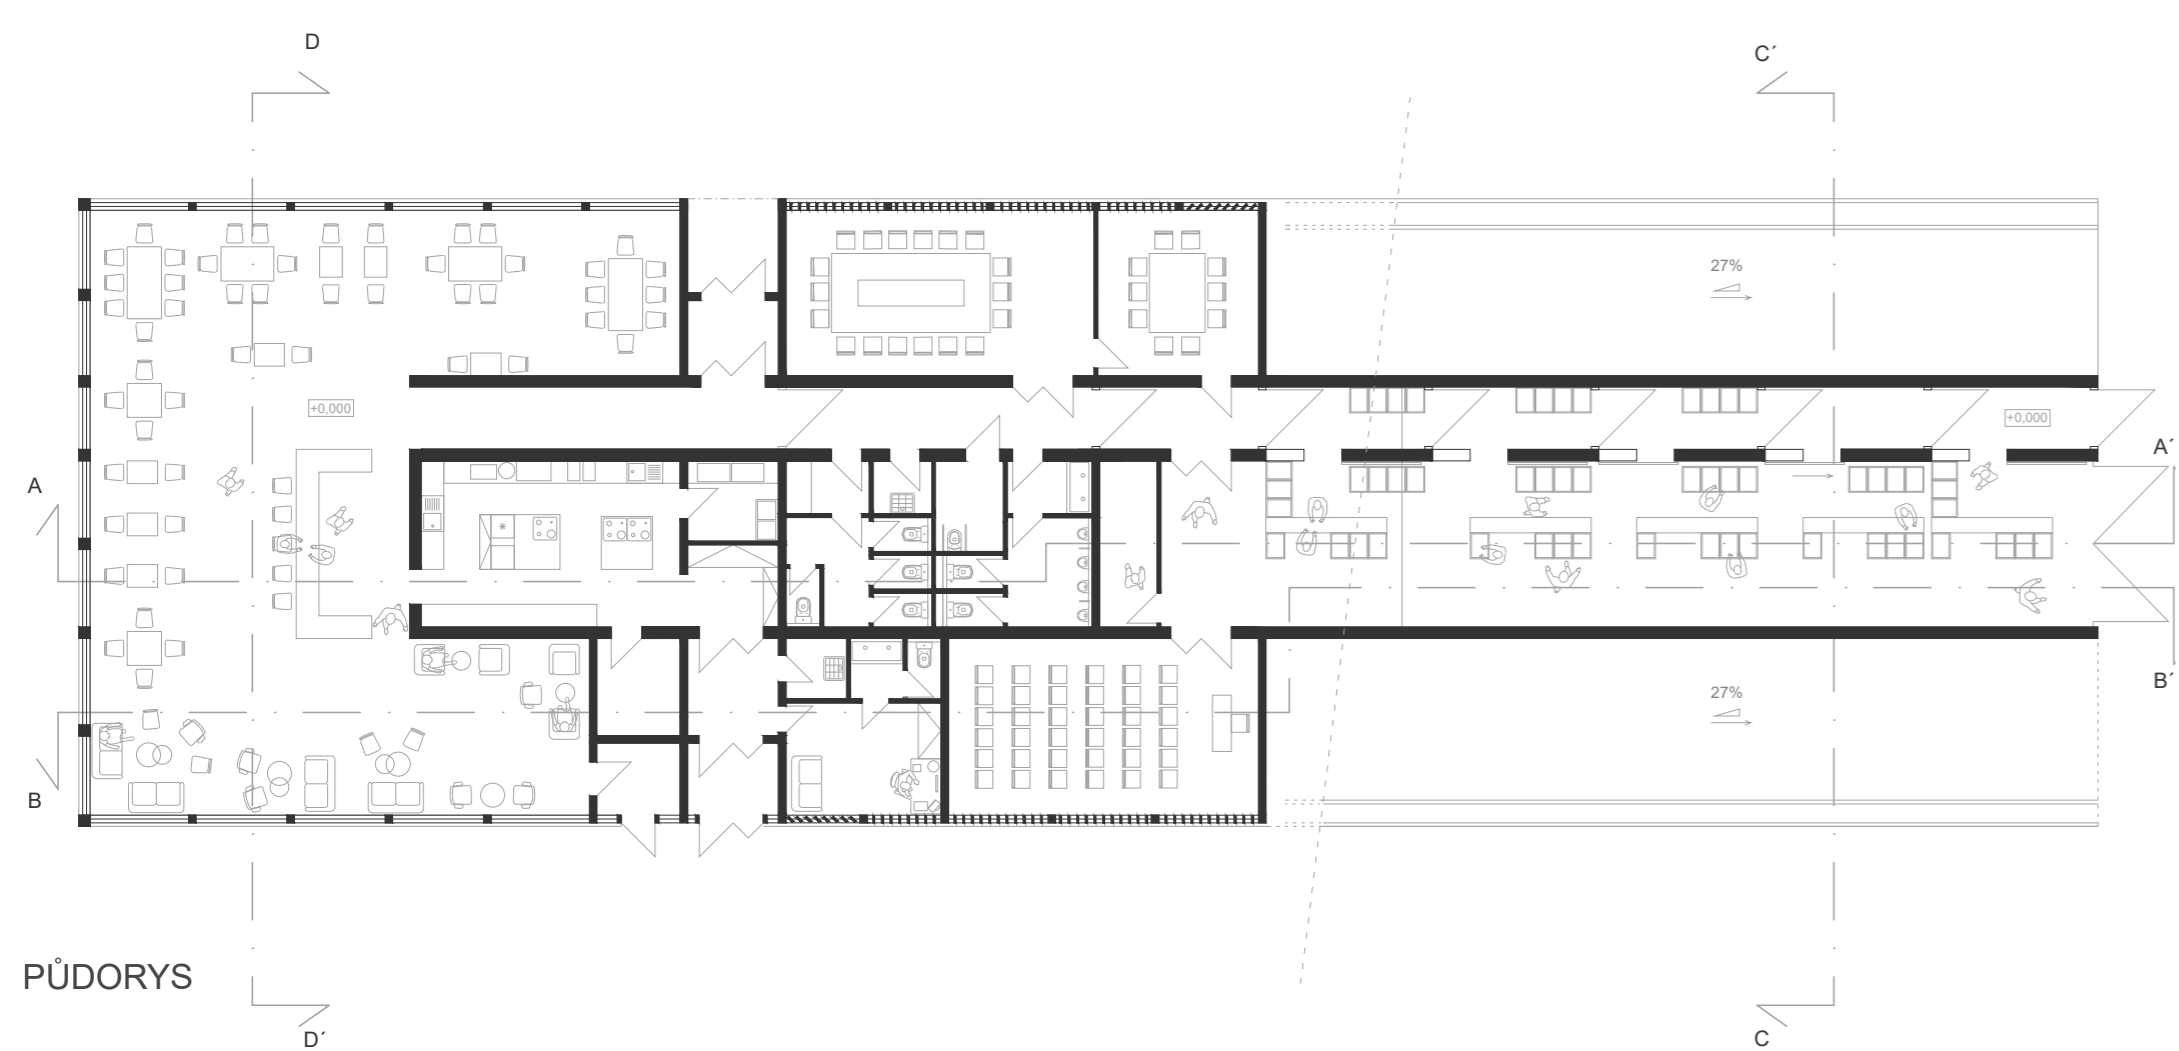 D
C´
27%
+0,000
+0,000
A´
A
27%
B´
B
PŮDORYS
D´
C